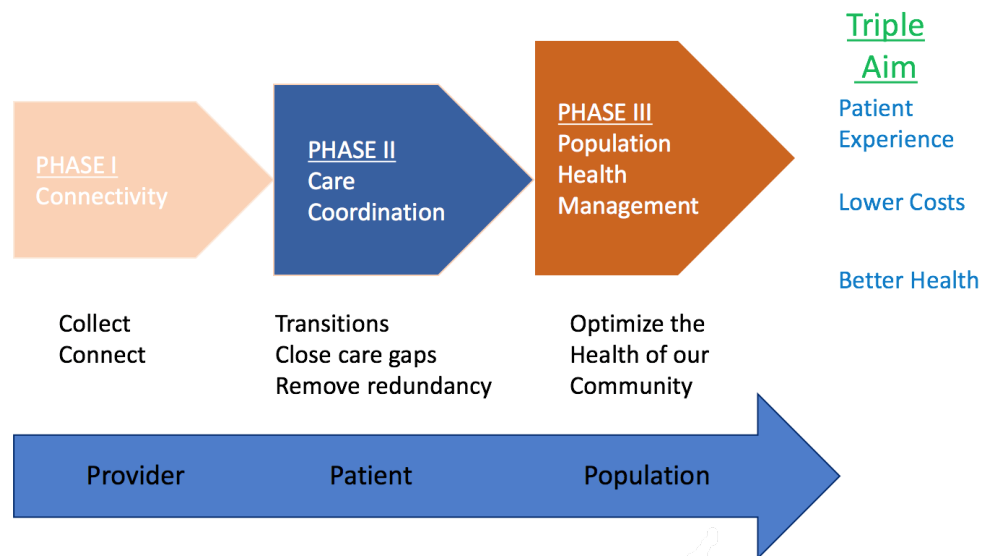 Triple
Aim
PHASE I
Connectivity
PHASE II
Care
Coordination
PHASE III
Population
Health
Management
Patient
Experience
Lower Costs
Better Health
Collect
Connect
Transitions
Close care gaps
Remove redundancy
Optimize the
Health of our
Community
Provider
Patient
Population